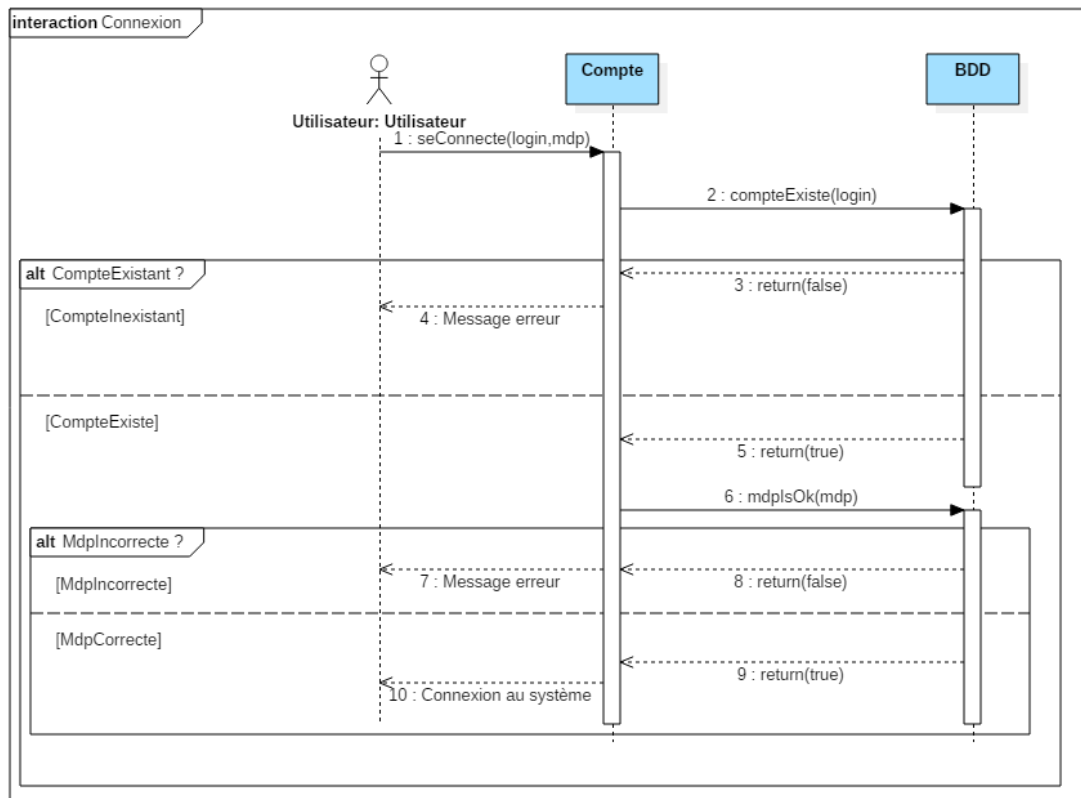 interaction Connexion
Compte
BDD
Utilisateur: Utilisateur
1 : seConnecte(login,mdp)
2 : compteExiste(login)
alt CompteExistant ?
3 : return(false)
[CompteInexistant]
4 : Message erreur
[CompteExiste]
5 : return(true)
6 : mdpIsOk(mdp)
alt MdpIncorrecte ?
[MdpIncorrecte]
7 : Message erreur
8 : return(false)
[MdpCorrecte]
9 : return(true)
10 : Connexion au système